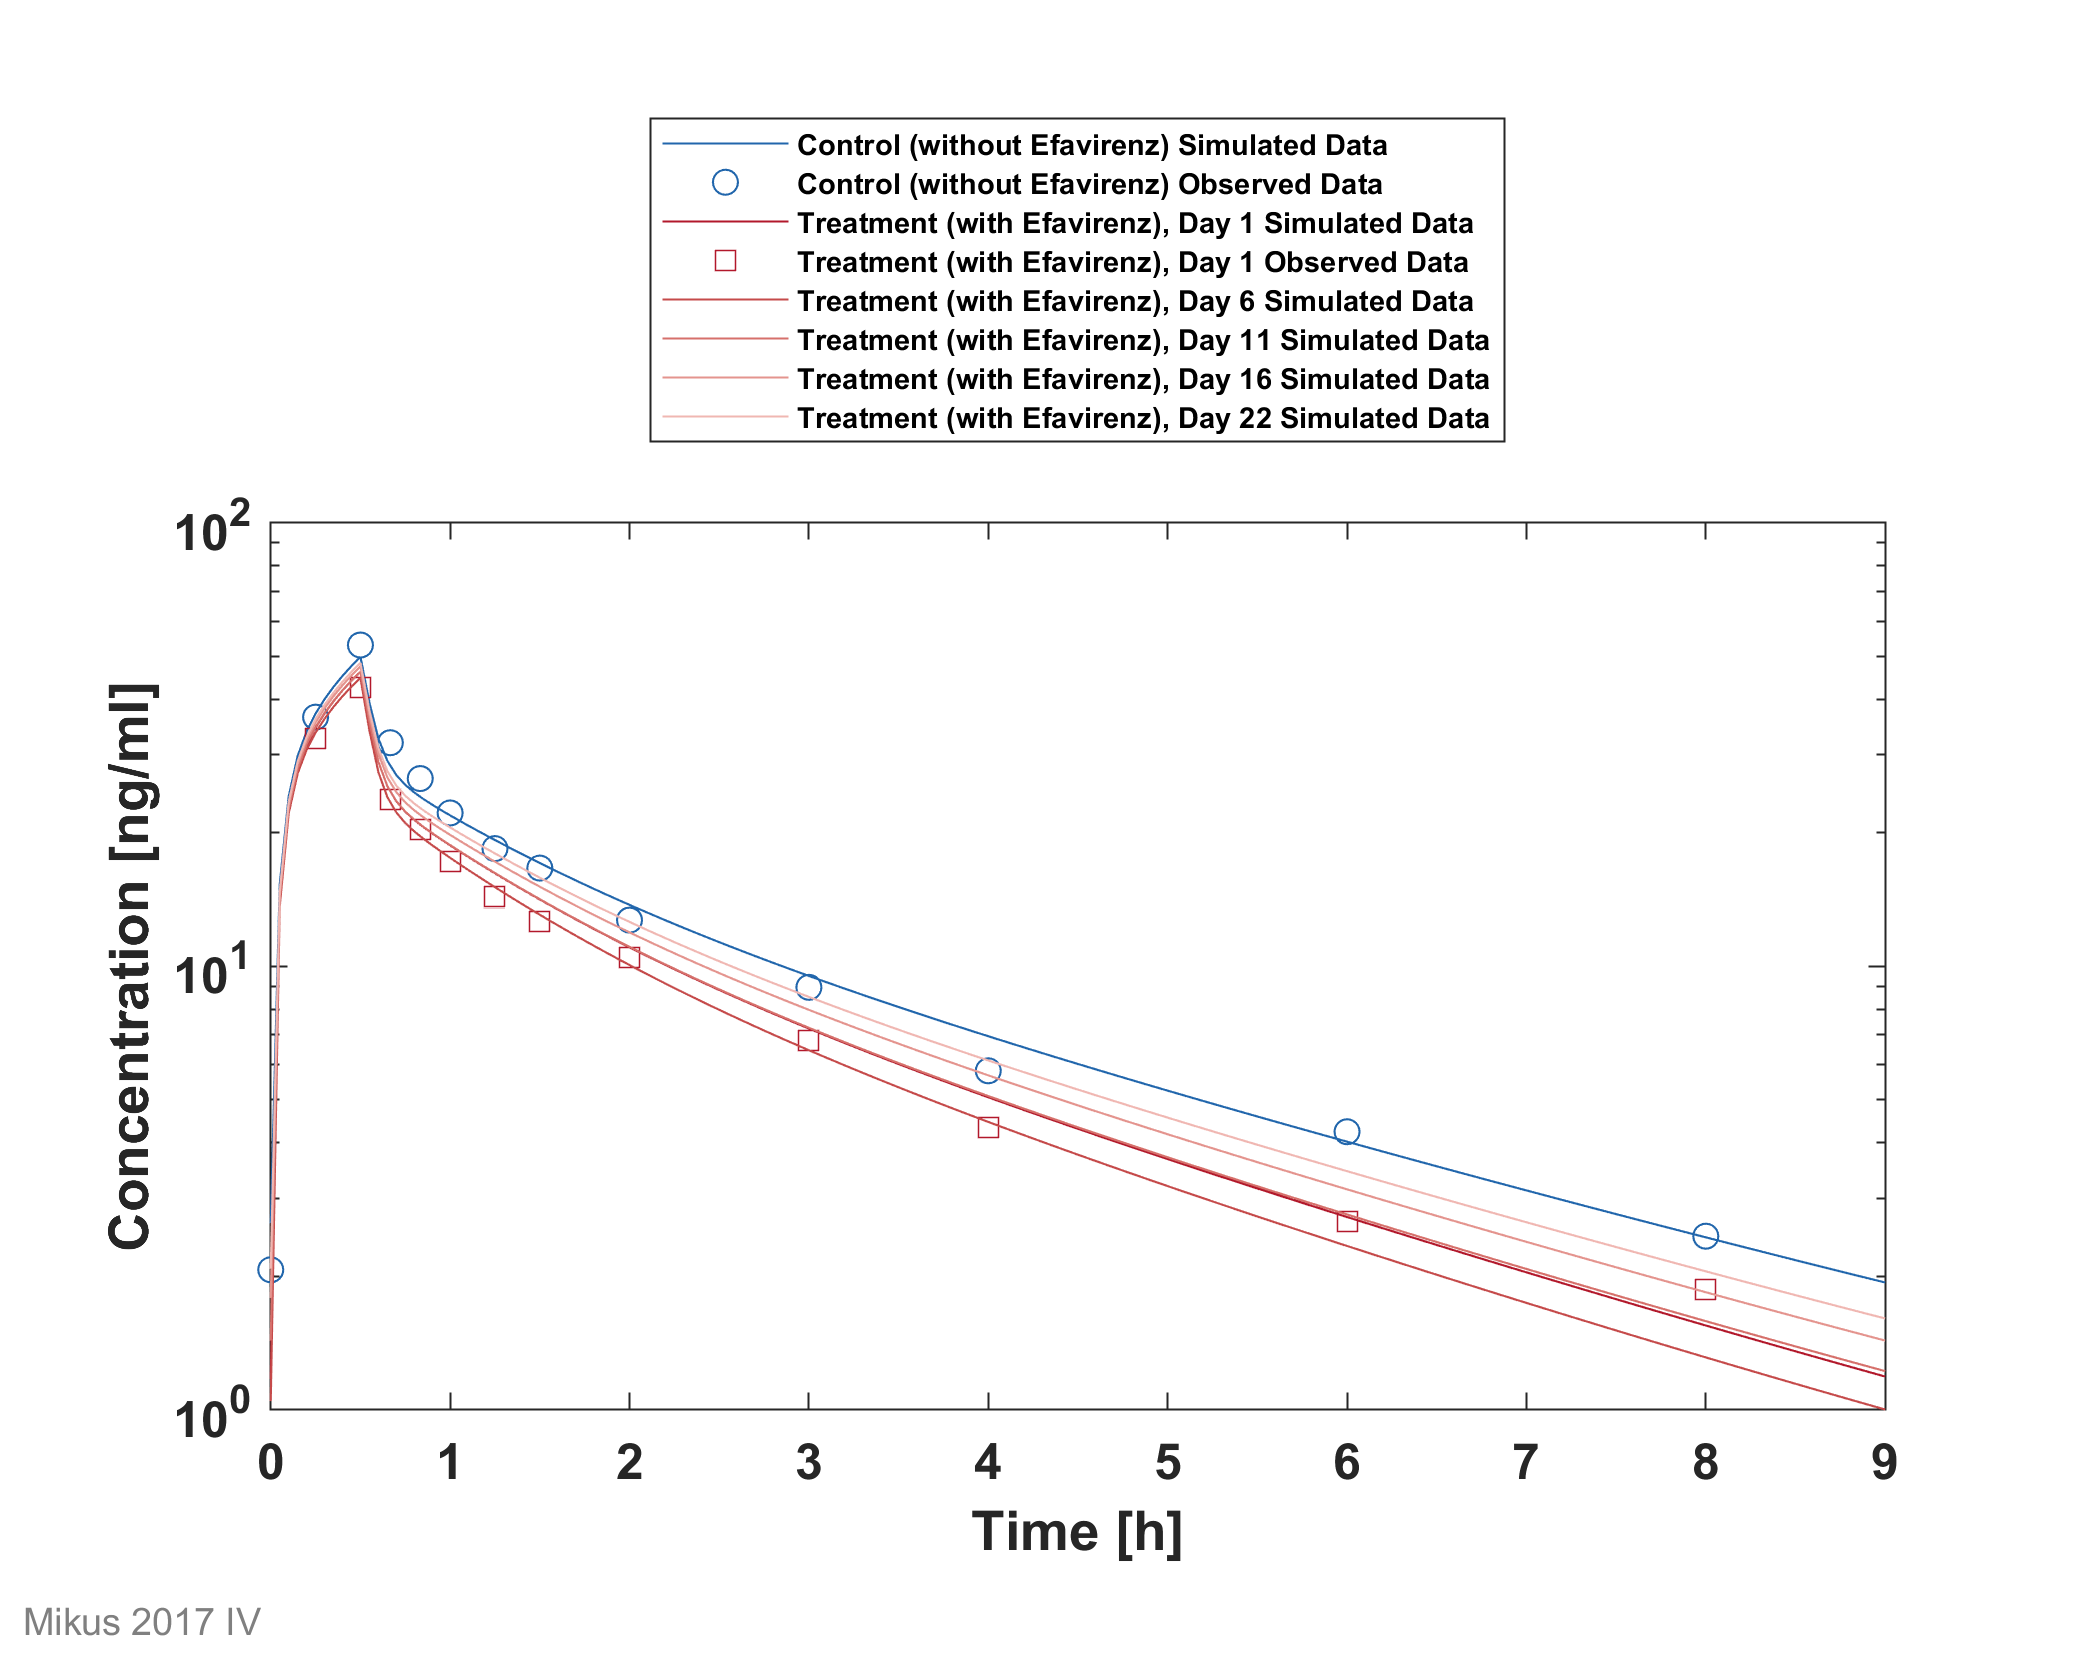 Control (without Efavirenz) Simulated Data
Control (without Efavirenz) Observed Data
Treatment (with Efavirenz), Day 1 Simulated Data
Treatment (with Efavirenz), Day 1 Observed Data
Treatment (with Efavirenz), Day 6 Simulated Data
Treatment (with Efavirenz), Day 11 Simulated Data
Treatment (with Efavirenz), Day 16 Simulated Data
Treatment (with Efavirenz), Day 22 Simulated Data
10^2
10^1
10^0
Concentration [ng/ml]
0 1 2 3 4 5 6 7 8 9
Time [h]
Mikus 2017 IV